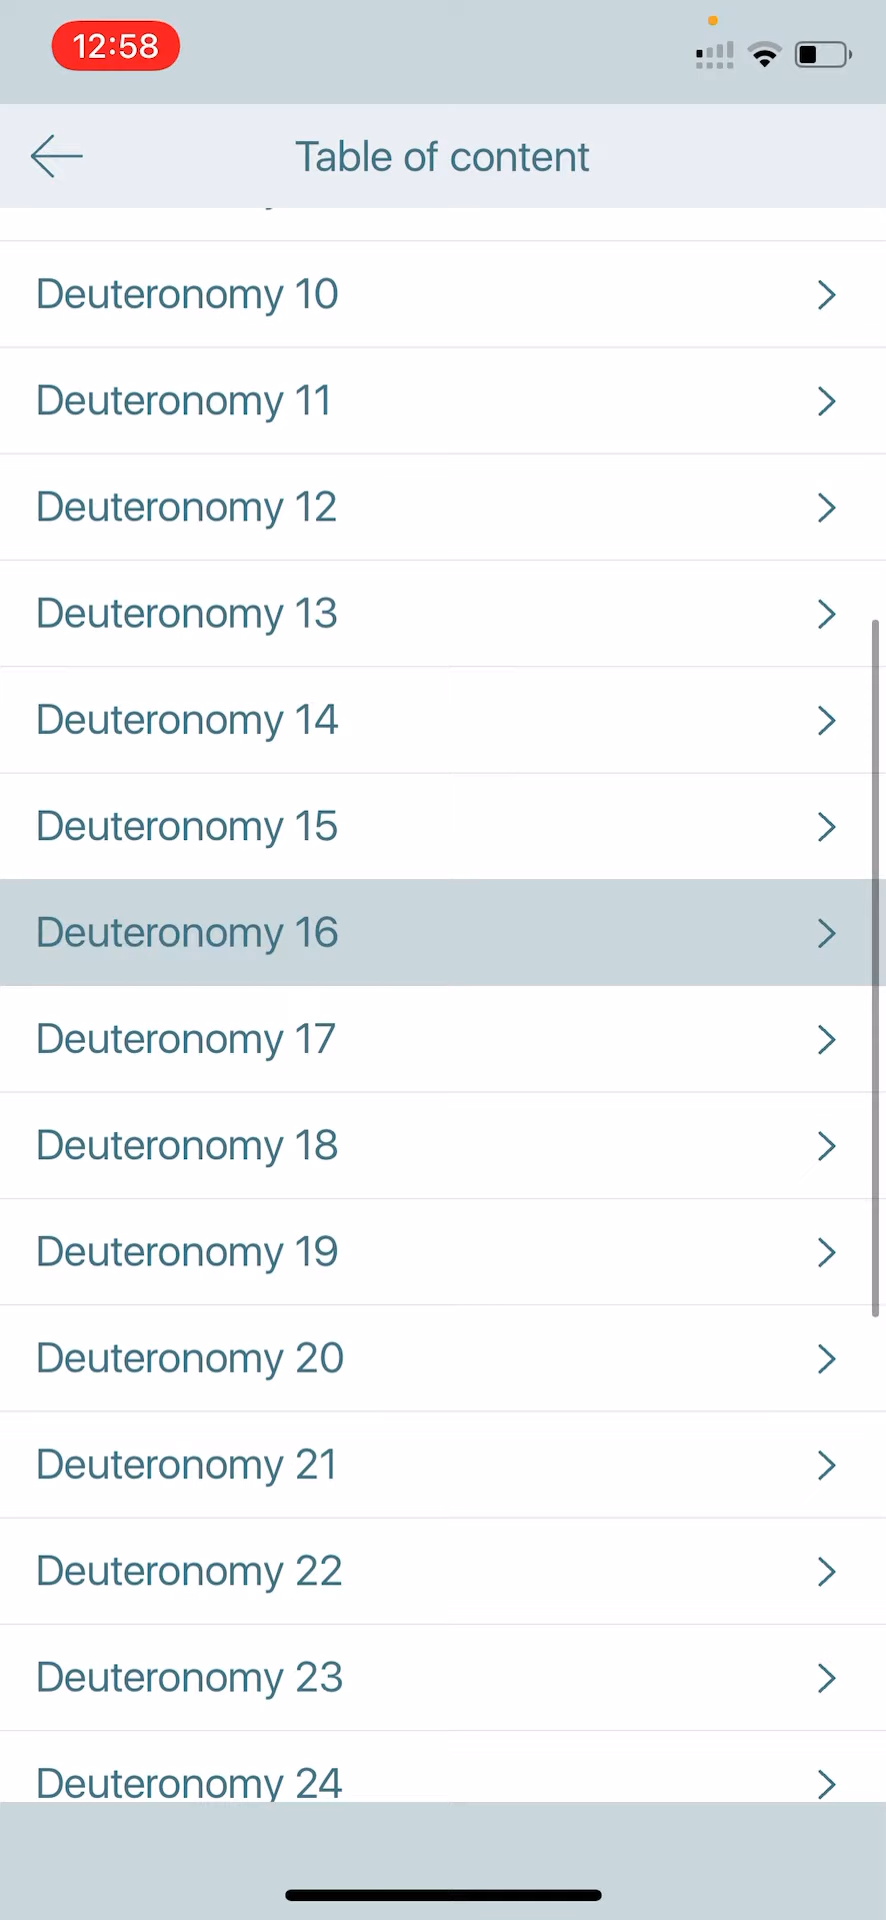 12:58
Table of content
Deuteronomy 10
Deuteronomy 11
Deuteronomy 12
Deuteronomy 13
Deuteronomy 14
Deuteronomy 15
Deuteronomy 16
Deuteronomy 17
Deuteronomy 18
Deuteronomy 19
Deuteronomy 20
Deuteronomy 21
Deuteronomy 22
Deuteronomy 23
Deuteronomy 24